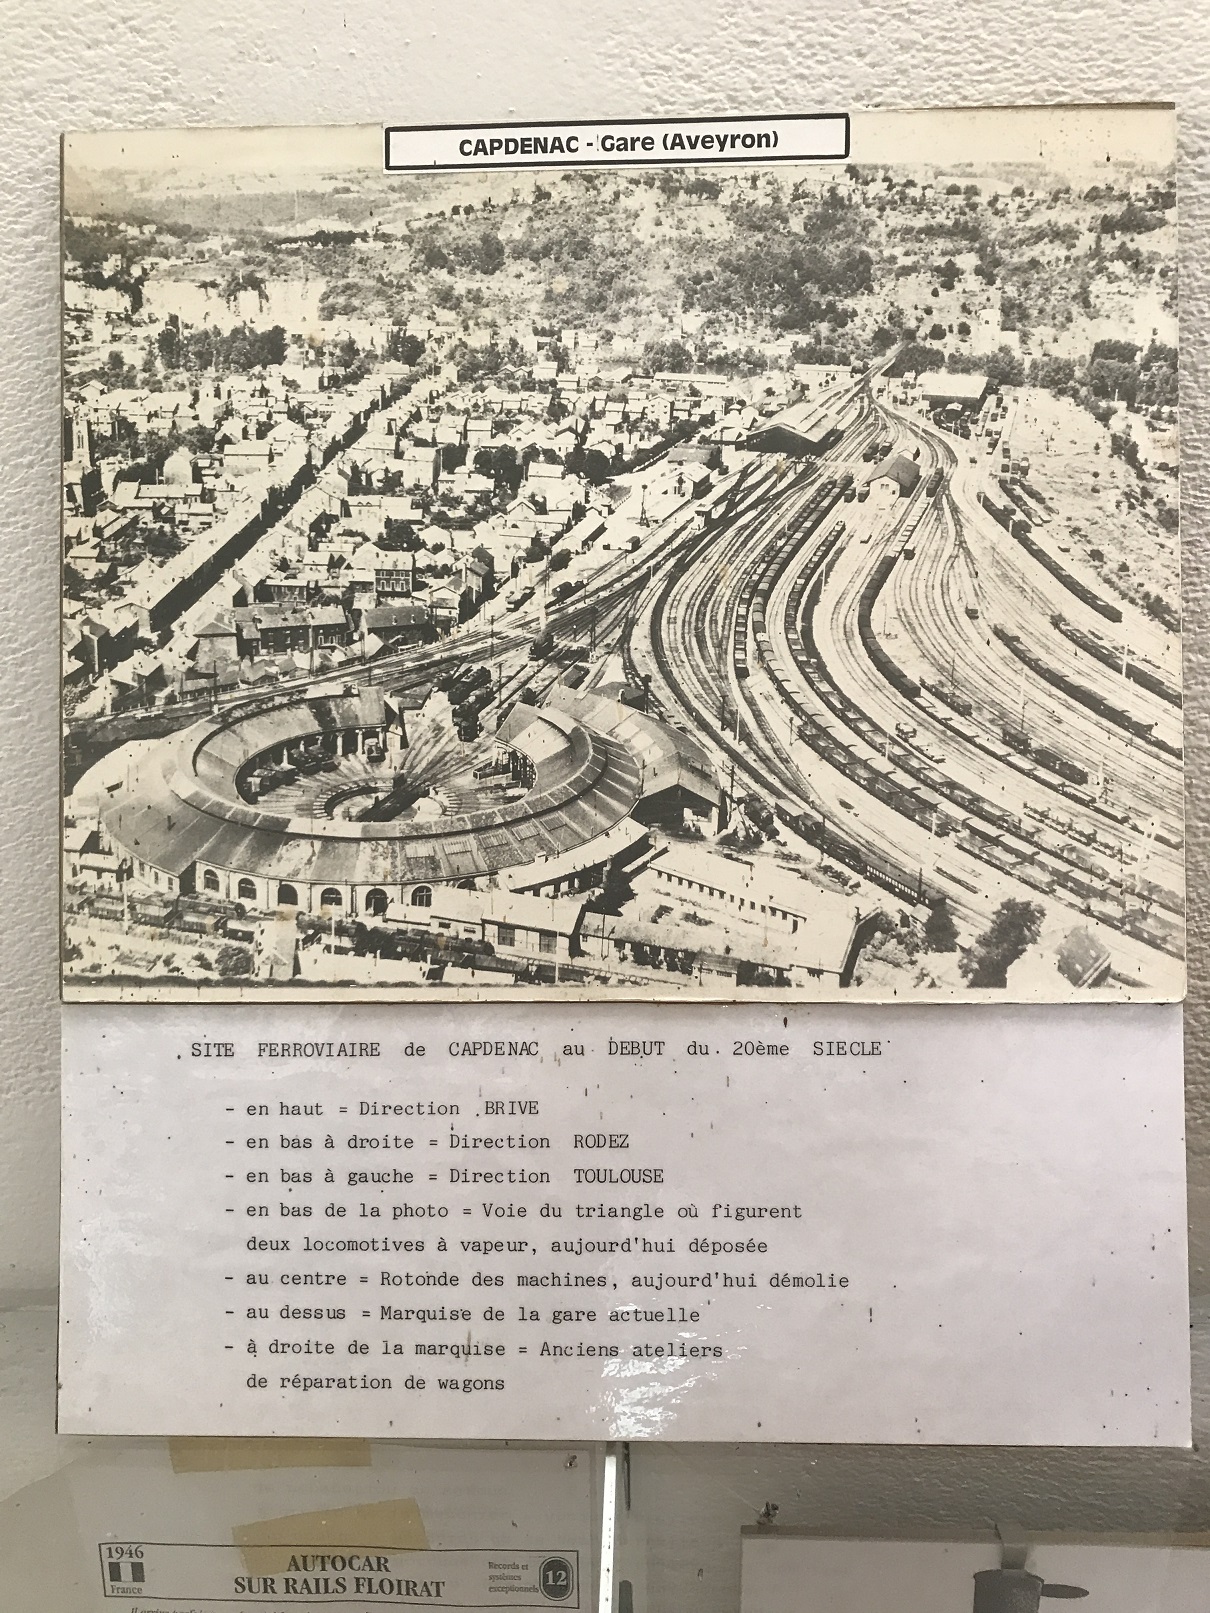 CAPDENAC - Gare (Aveyron)
SITE FERROVIAIRE de CAPDENAC au DEBUT du 20ème SIECLE
- en haut = Direction BRIVE
- en bas à droite = Direction RODEZ
- en bas à gauche = Direction TOULOUSE
- en bas de la photo = Voie du triangle où figurent
deux locomotives à vapeur, aujourd'hui déposée
- au centre = Rotonde des machines, aujourd'hui démolie
- au dessus = Marquise de la gare actuelle
- à droite de la marquise = Anciens ateliers
de réparation de wagons
1946
France
AUTOCAR
SUR RAILS FLOIRAT
Records et
systèmes
exceptionnels
12